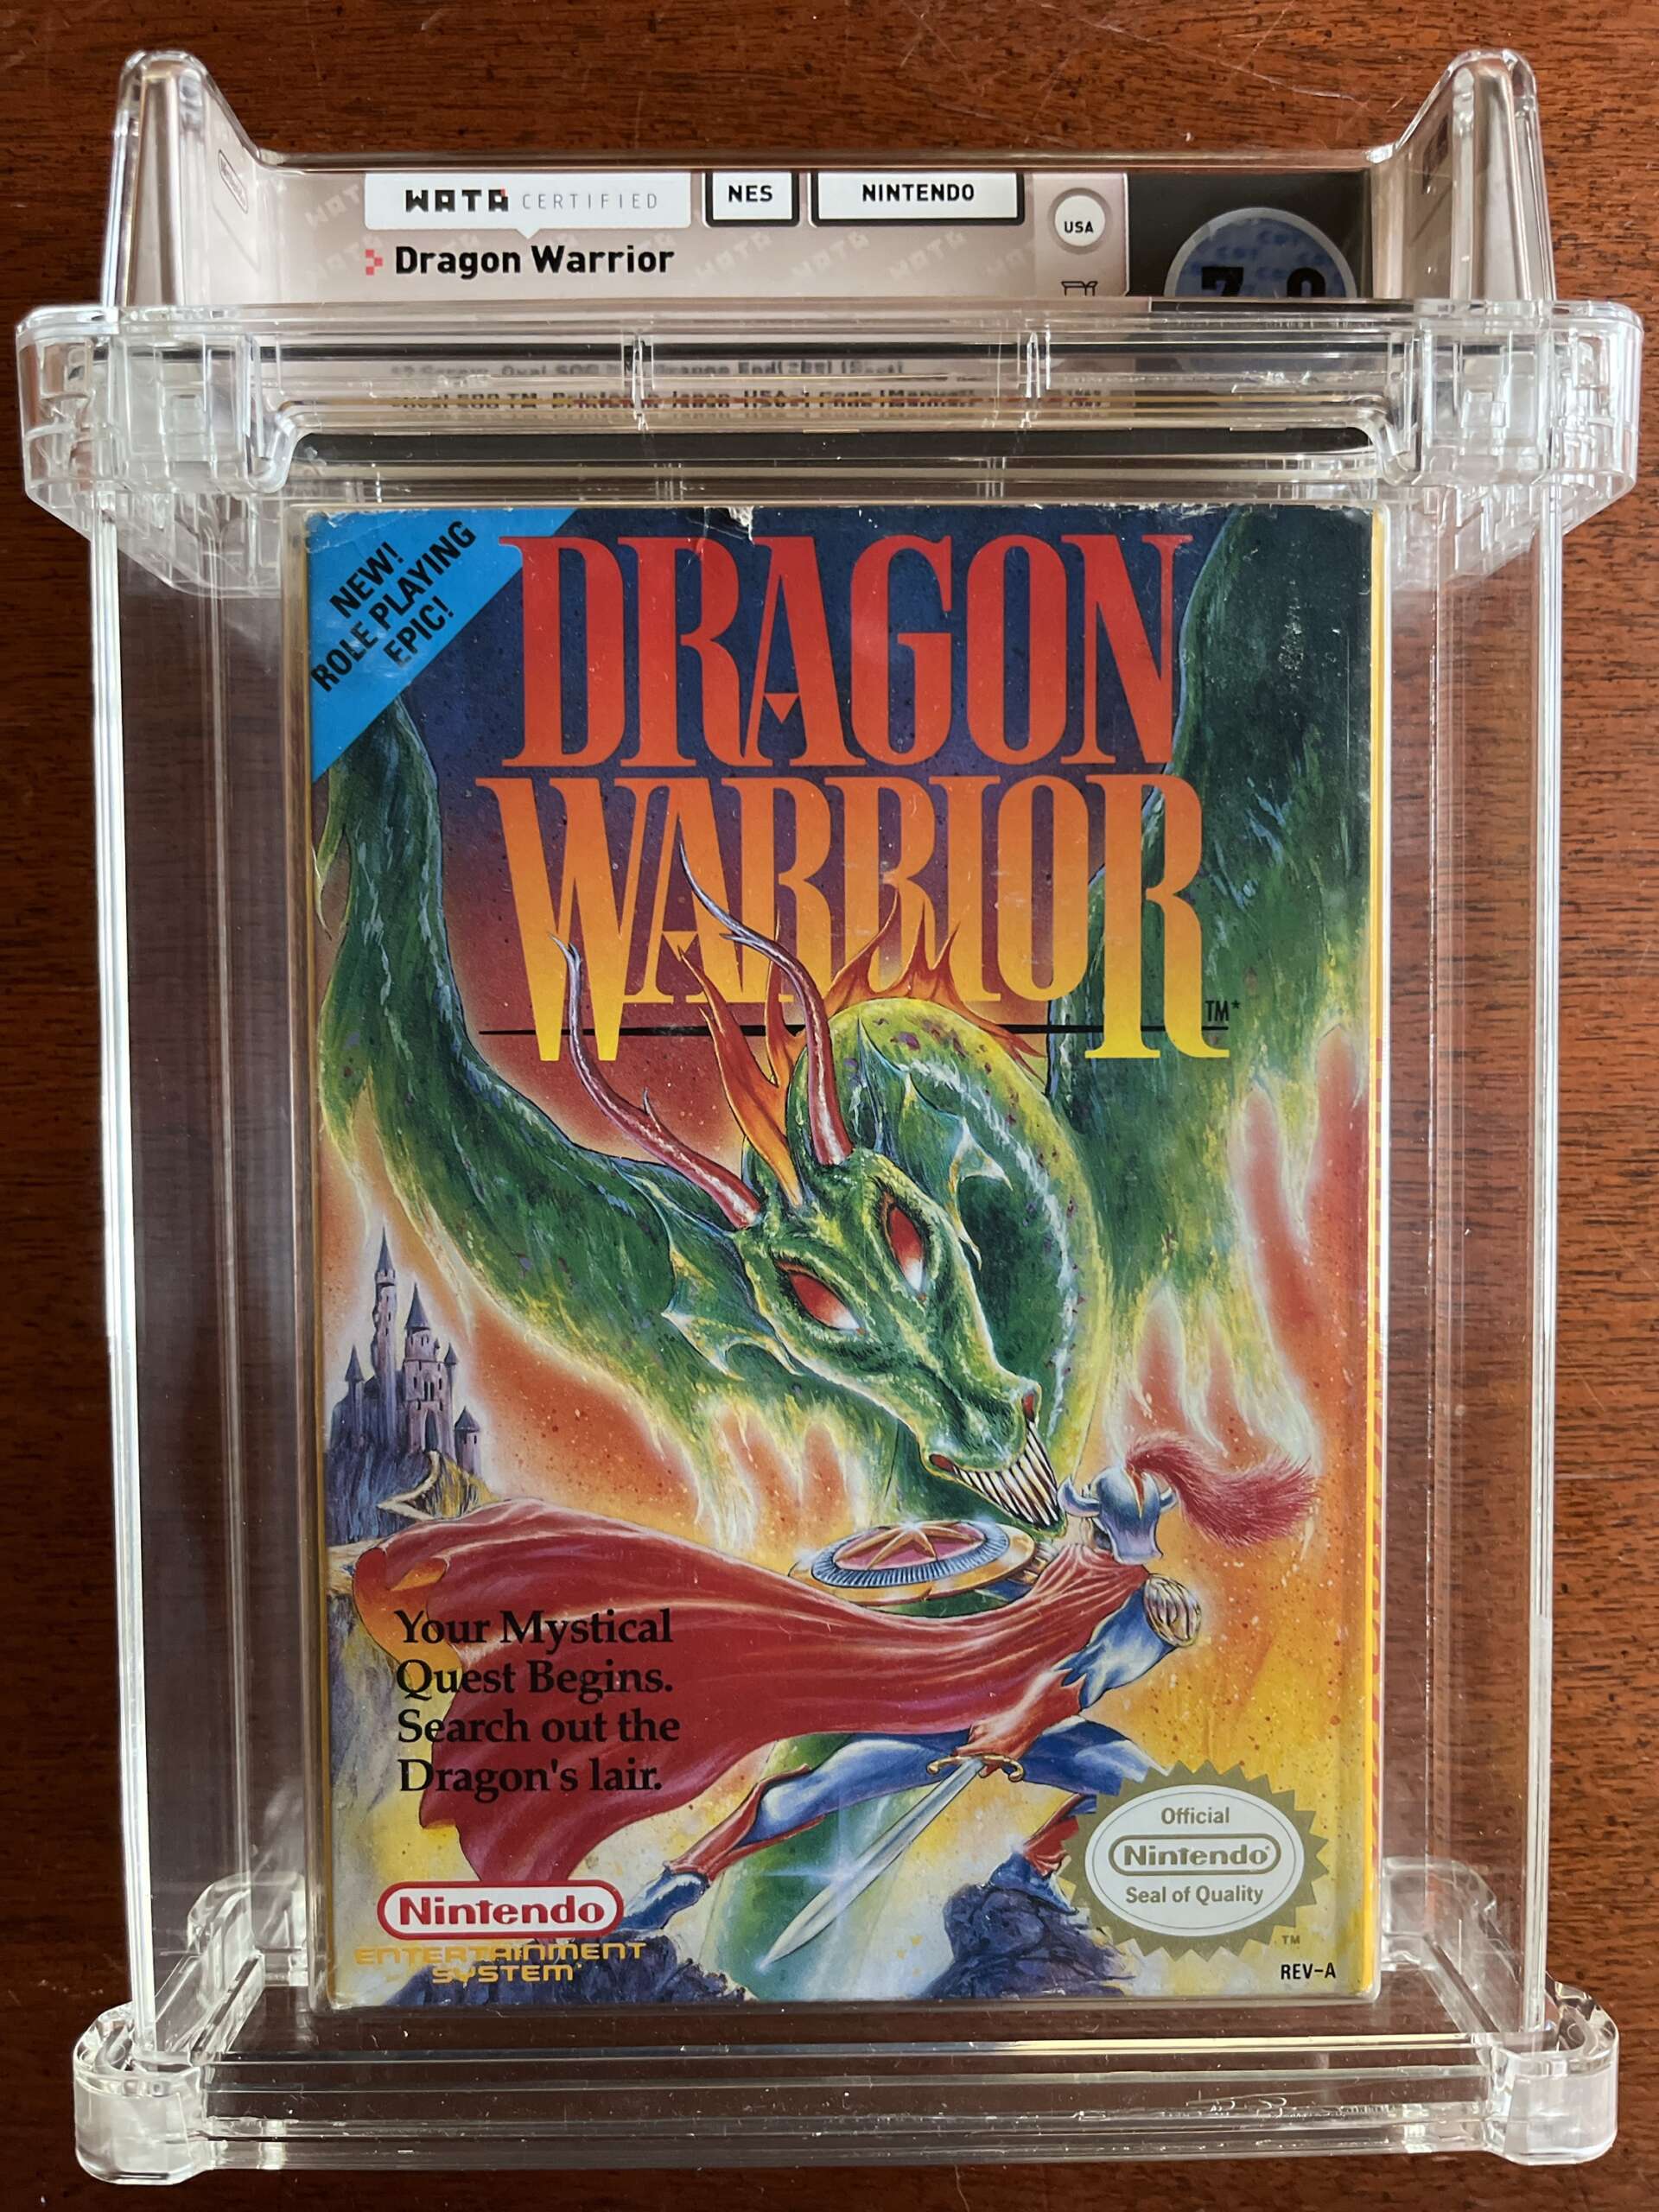 WATA CERTIFIED
NES
NINTENDO
USA
Dragon Warrior
NEW!
ROLE PLAYING
EPIC!
DRAGON
WARRIOR
TM*
Your Mystical
Quest Begins.
Search out the
Dragon's lair.
Official
Nintendo®
Seal of Quality
TM
Nintendo
ENTERTAINMENT
SYSTEM
REV-A